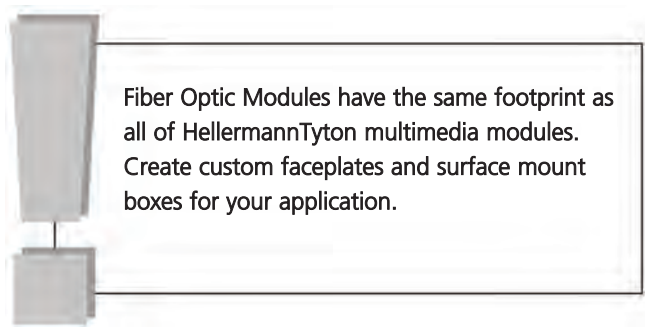 Fiber Optic Modules have the same footprint as
all of HellermannTyton multimedia modules.
Create custom faceplates and surface mount
boxes for your application.